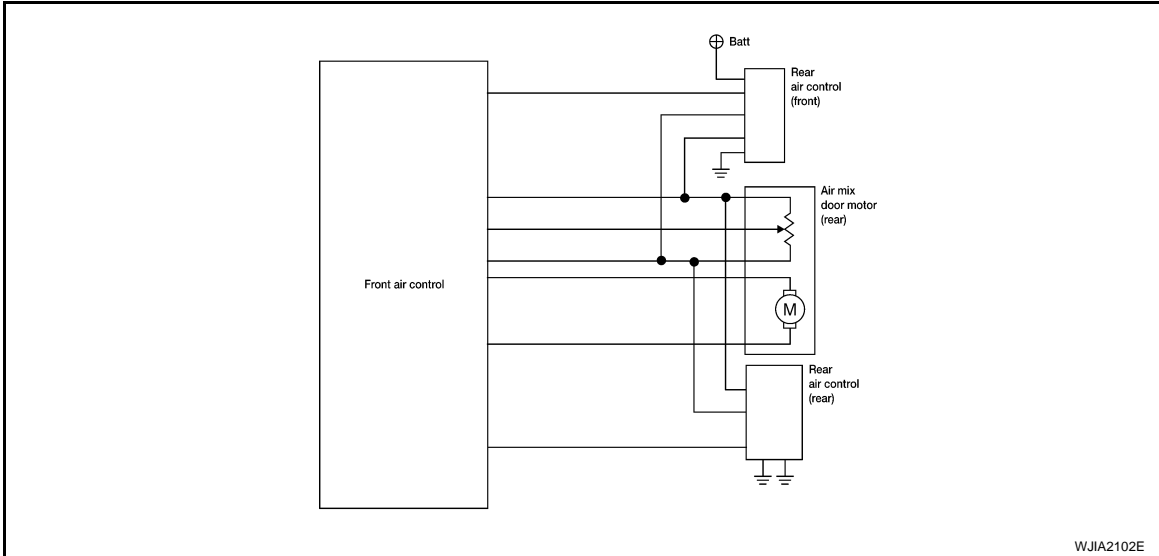 Batt
Rear
air control
(front)
Air mix
door motor
(rear)
Front air control
M
Rear
air control
(rear)
WJIA2102E